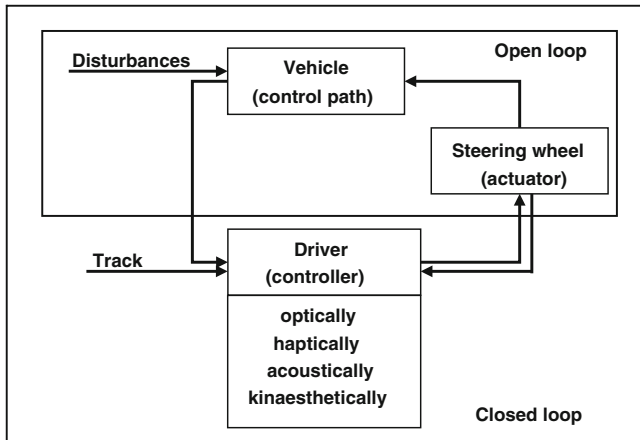 Open loop
Disturbances
Vehicle
(control path)
Steering wheel
(actuator)
Track
Driver
(controller)
optically
haptically
acoustically
kinaesthetically
Closed loop